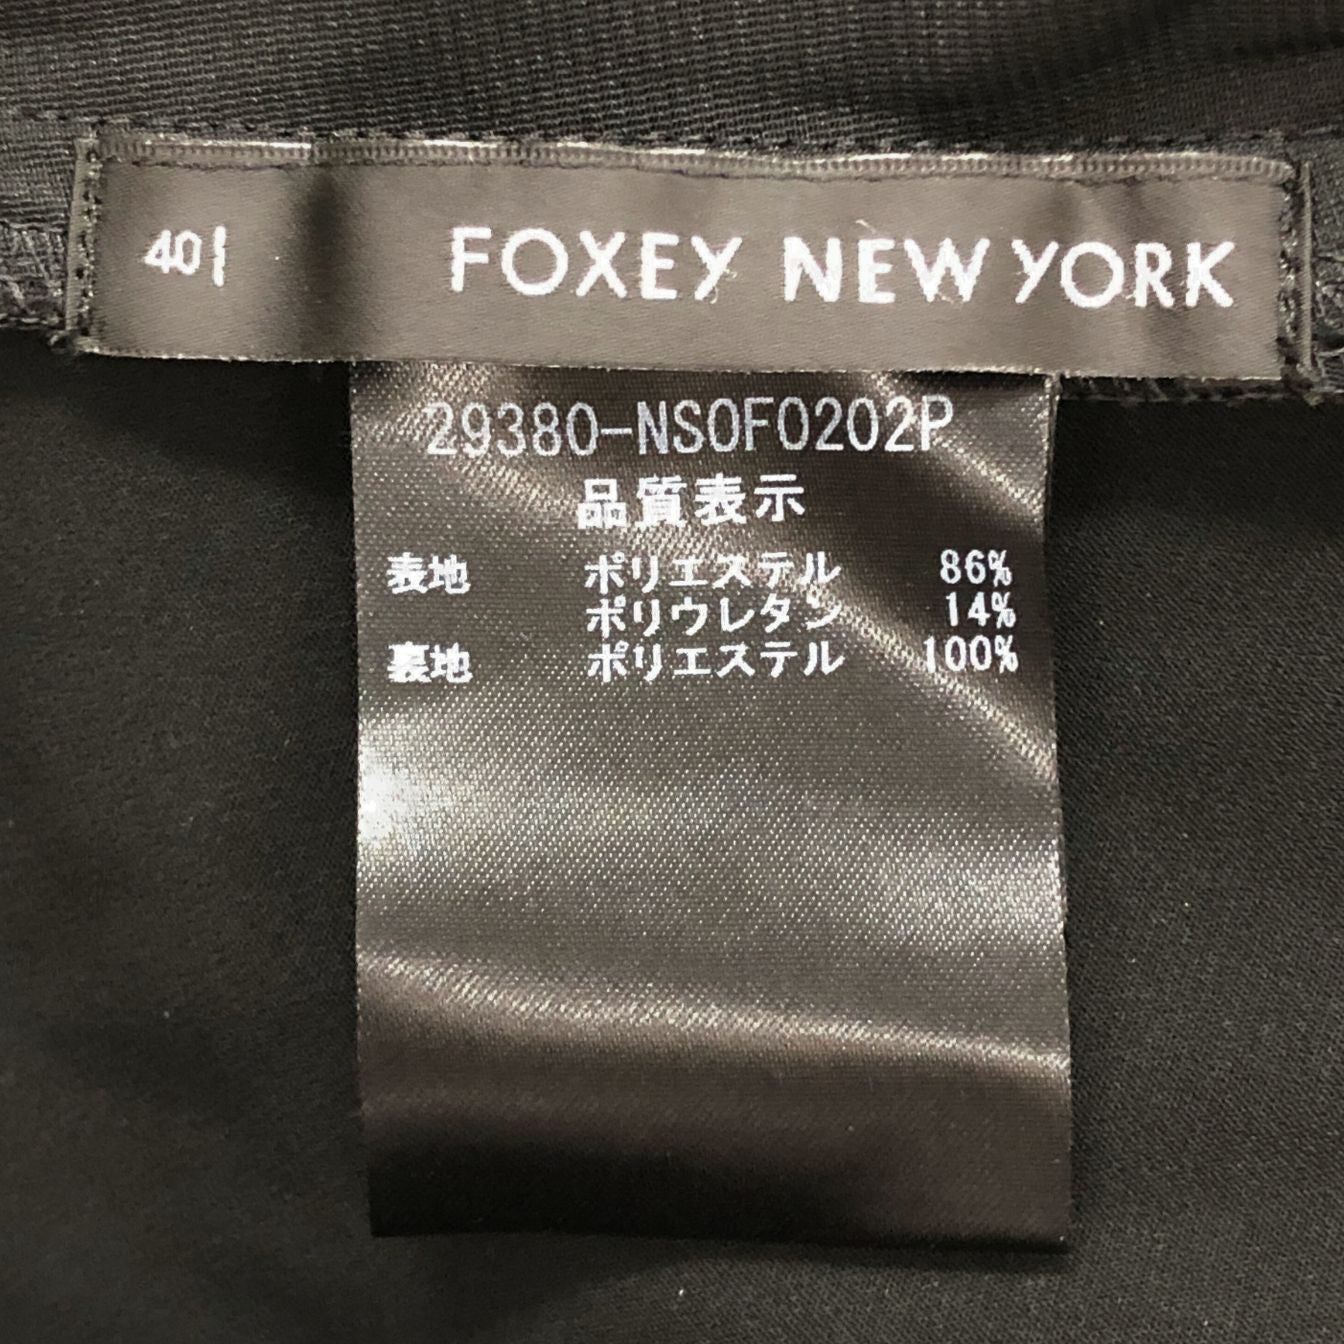 40 FOXEY NEW YORK
29380-NSOF0202P
品質表示
表地 ポリエステル 86%
ポリウレタン 14%
裏地 ポリエステル 100%